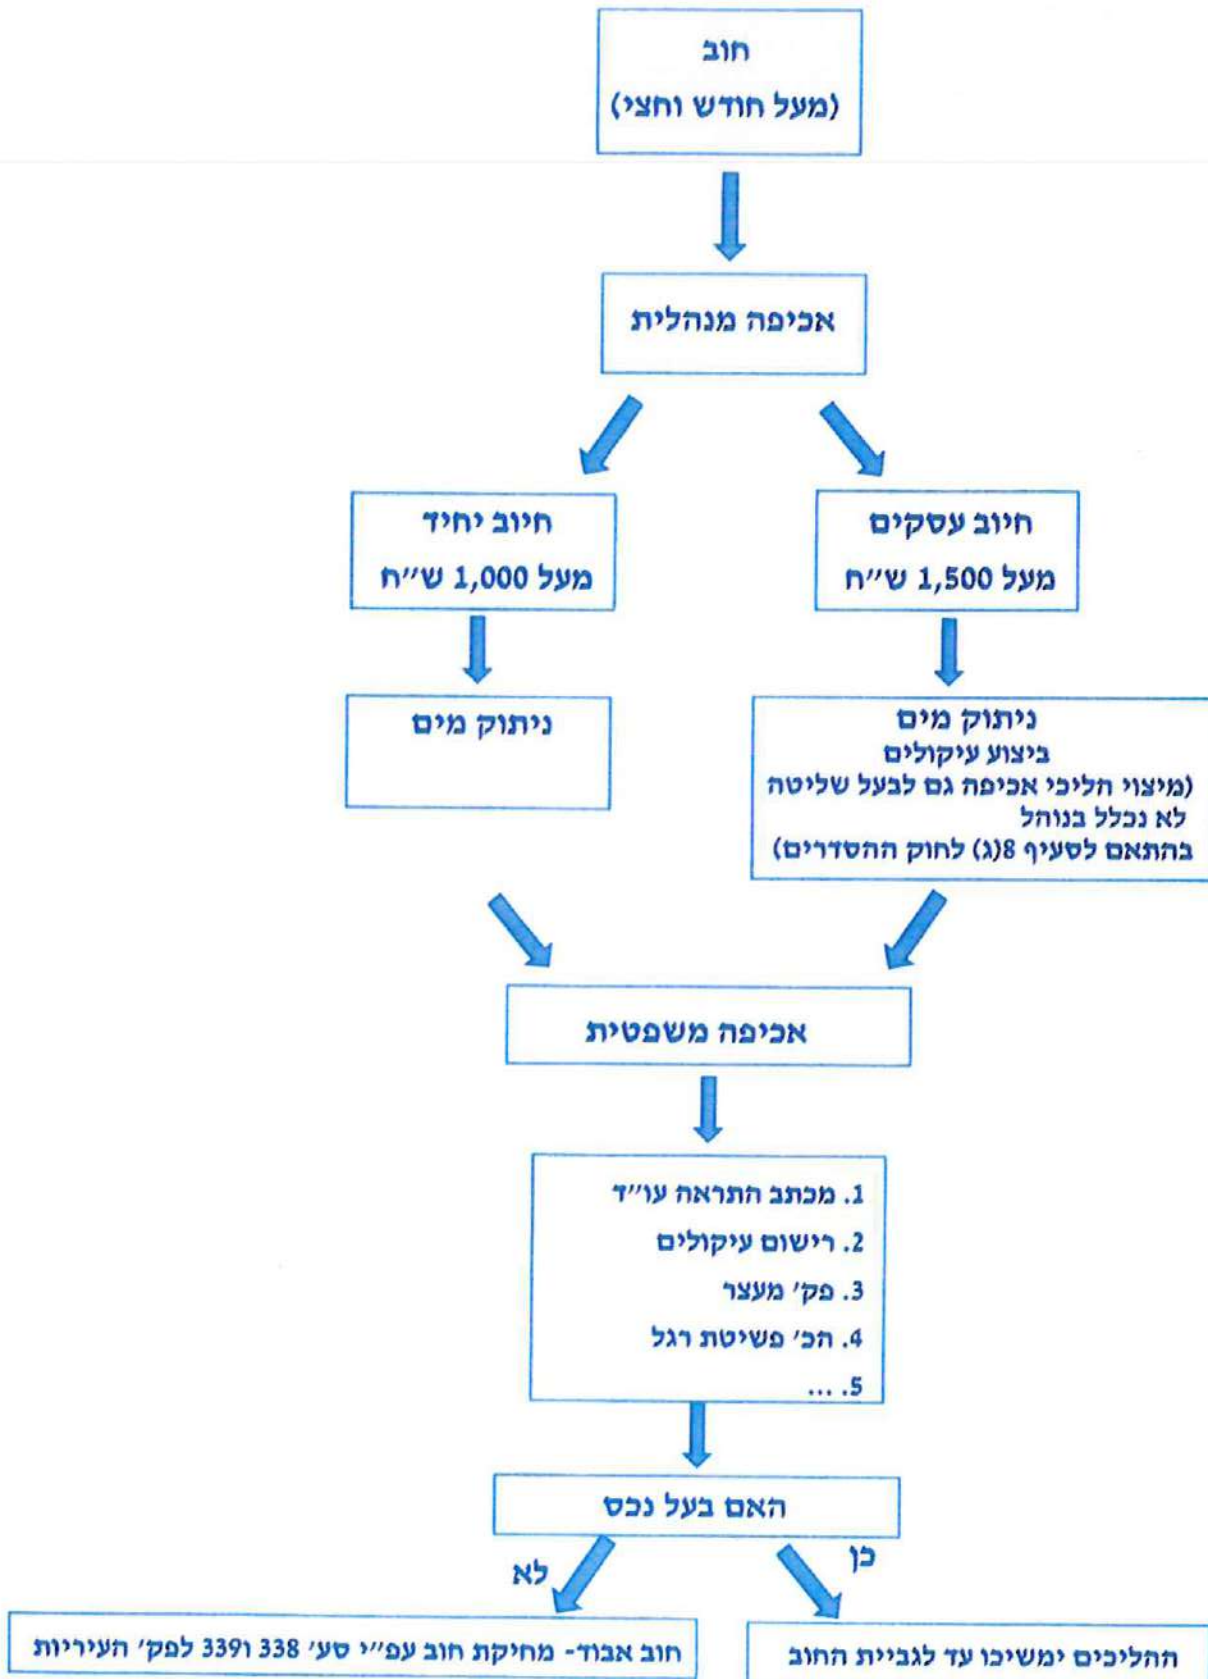 חוב
(מעל חודש וחצי)
אכיפה מנהלית
חיוב עסקים
מעל 1,500 ש״ח
חיוב יחיד
מעל 1,000 ש״ח
ניתוק מים
ביצוע עיקולים
(מיצוי הליכי אכיפה גם לבעל שליטה
לא נכלל בנוהל
בהתאם לסעיף 8(ג) לחוק ההסדרים)
ניתוק מים
אכיפה משפטית
1. מכתב התראה עו״ד
2. רישום עיקולים
3. פק׳ מעצר
4. הכ׳ פשיטת רגל
5. ...
האם בעל נכס
כן
לא
ההליכים ימשיכו עד לגביית החוב
חוב אבוד- מחיקת חוב עפ״י סע׳ 338 ו339 לפק׳ העיריות